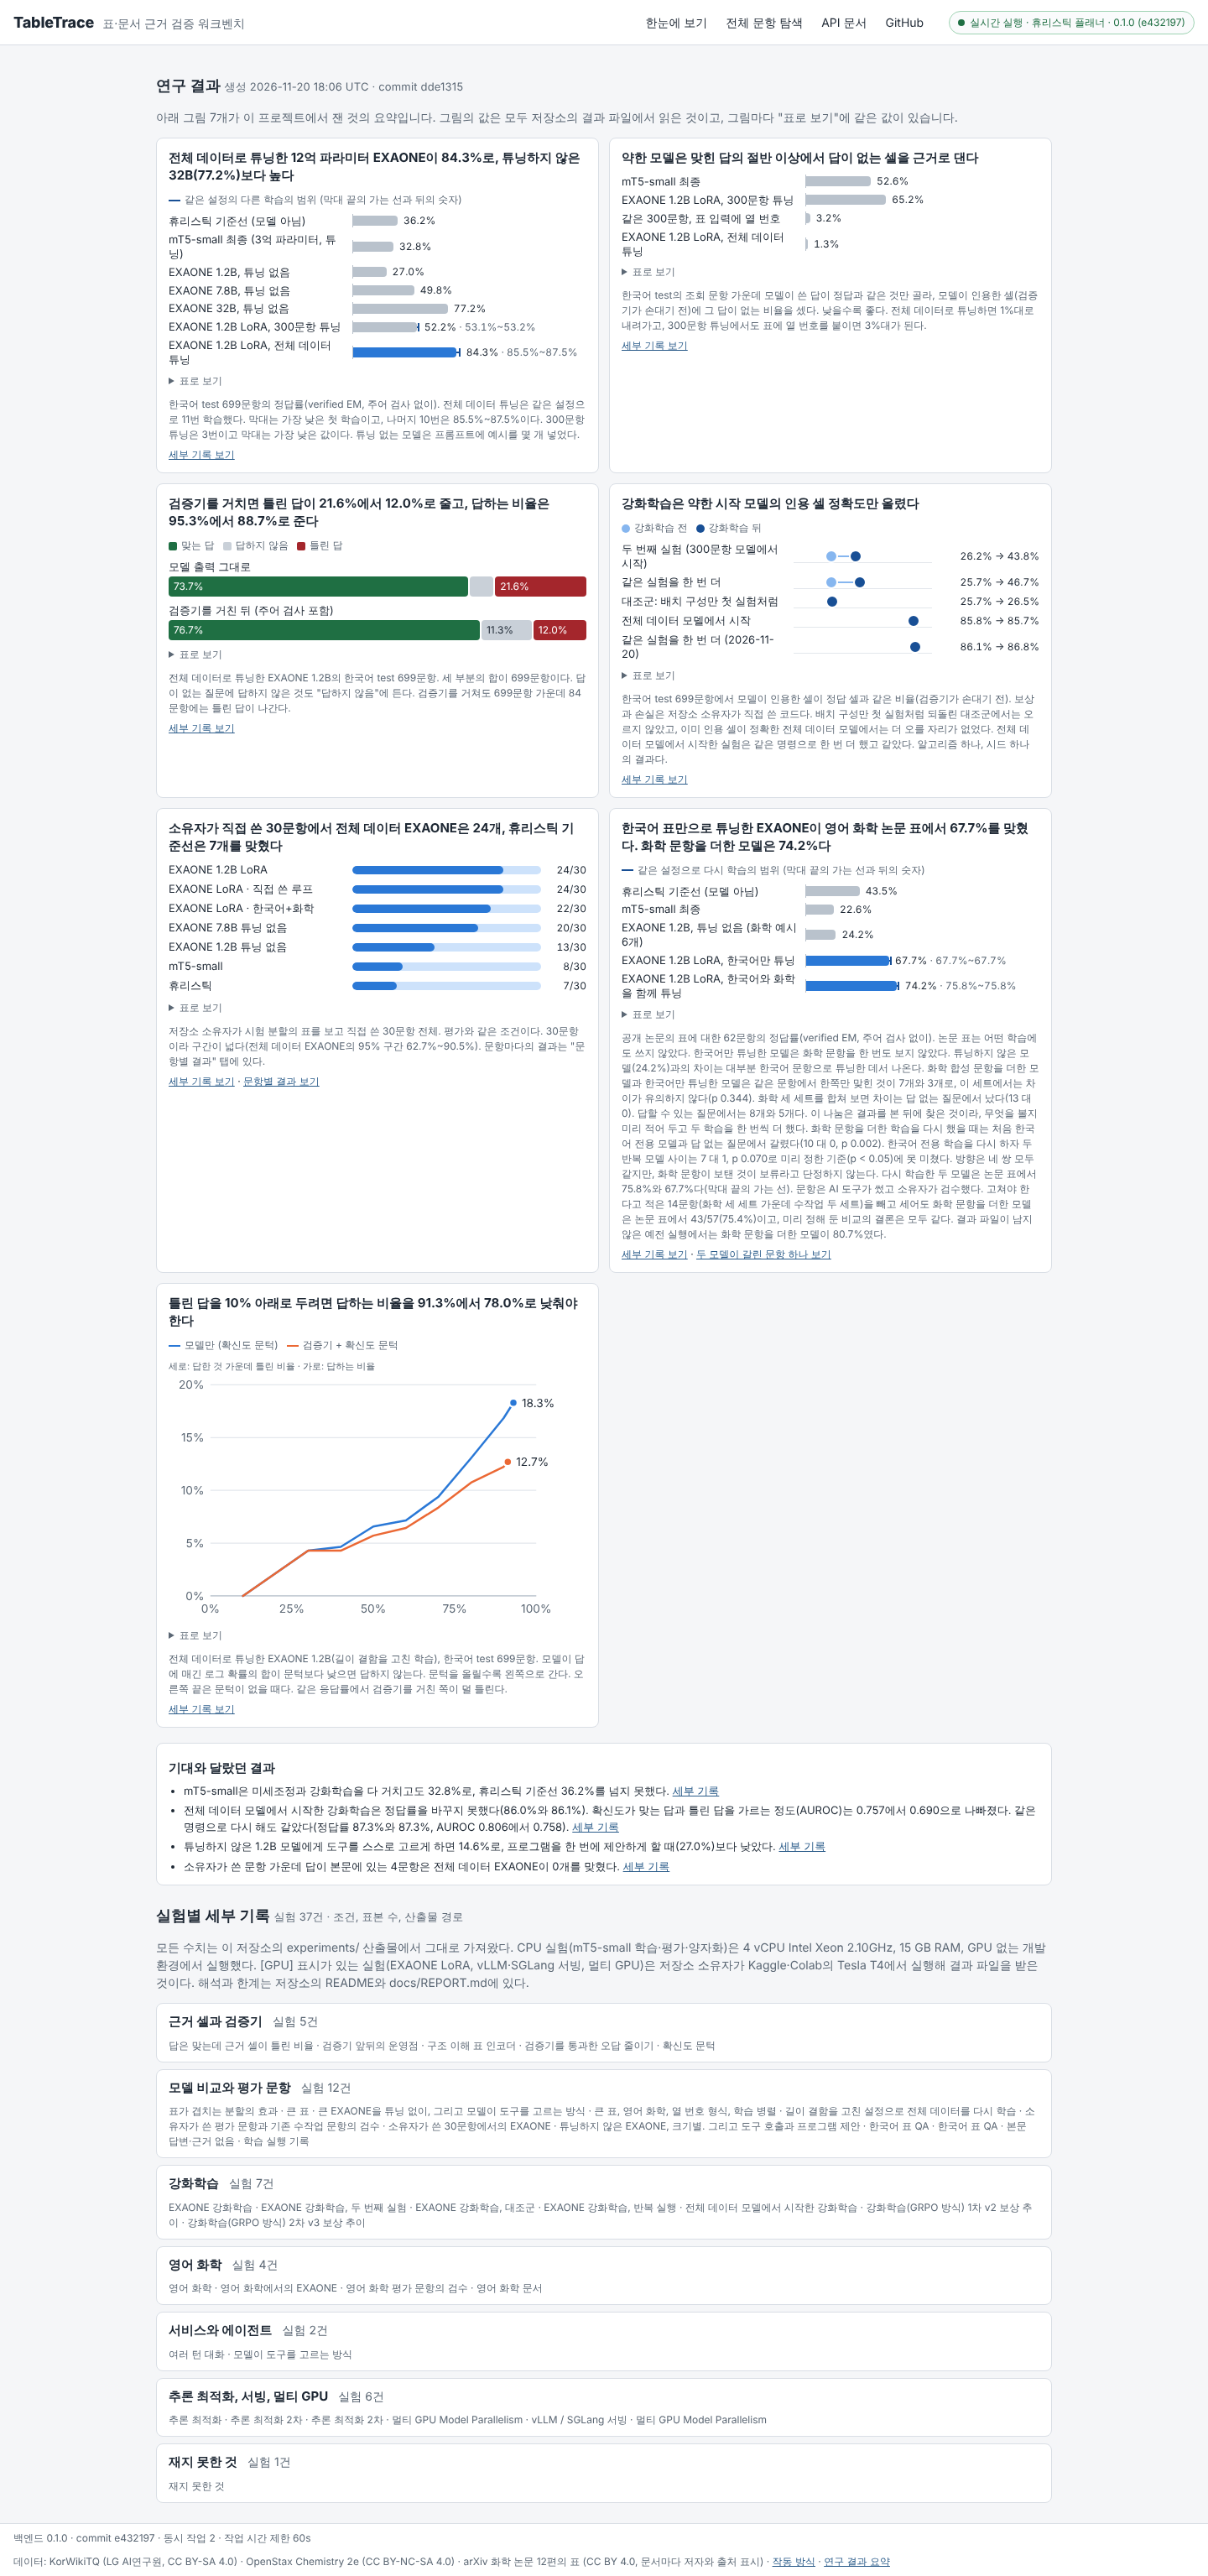 TableTrace 표·문서 근거 검증 워크벤치
한눈에 보기 전체 문항 탐색 API 문서 GitHub 실시간 실행 · 휴리스틱 플래너 · 0.1.0 (e432197)
연구 결과 생성 2026-11-20 18:06 UTC · commit dde1315
아래 그림 7개가 이 프로젝트에서 잰 것의 요약입니다. 그림의 값은 모두 저장소의 결과 파일에서 읽은 것이고, 그림마다 "표로 보기"에 같은 값이 있습니다.
전체 데이터로 튜닝한 12억 파라미터 EXAONE이 84.3%로, 튜닝하지 않은
32B(77.2%)보다 높다
같은 설정의 다른 학습의 범위 (막대 끝의 가는 선과 뒤의 숫자)
휴리스틱 기준선 (모델 아님) 36.2%
mT5-small 최종 (3억 파라미터, 튜
닝) 32.8%
EXAONE 1.2B, 튜닝 없음 27.0%
EXAONE 7.8B, 튜닝 없음 49.8%
EXAONE 32B, 튜닝 없음 77.2%
EXAONE 1.2B LoRA, 300문항 튜닝 52.2% · 53.1%~53.2%
EXAONE 1.2B LoRA, 전체 데이터
튜닝 84.3% · 85.5%~87.5%
▶ 표로 보기
한국어 test 699문항의 정답률(verified EM, 주어 검사 없이). 전체 데이터 튜닝은 같은 설정으
로 11번 학습했다. 막대는 가장 낮은 첫 학습이고, 나머지 10번은 85.5%~87.5%이다. 300문항
튜닝은 3번이고 막대는 가장 낮은 값이다. 튜닝 없는 모델은 프롬프트에 예시를 몇 개 넣었다.
세부 기록 보기
약한 모델은 맞힌 답의 절반 이상에서 답이 없는 셀을 근거로 댄다
mT5-small 최종 52.6%
EXAONE 1.2B LoRA, 300문항 튜닝 65.2%
같은 300문항, 표 입력에 열 번호 3.2%
EXAONE 1.2B LoRA, 전체 데이터
튜닝 1.3%
▶ 표로 보기
한국어 test의 조회 문항 가운데 모델이 쓴 답이 정답과 같은 것만 골라, 모델이 인용한 셀(검증
기가 손대기 전)에 그 답이 없는 비율을 셌다. 낮을수록 좋다. 전체 데이터로 튜닝하면 1%대로
내려가고, 300문항 튜닝에서도 표에 열 번호를 붙이면 3%대가 된다.
세부 기록 보기
검증기를 거치면 틀린 답이 21.6%에서 12.0%로 줄고, 답하는 비율은
95.3%에서 88.7%로 준다
맞는 답 답하지 않음 틀린 답
모델 출력 그대로
73.7% 21.6%
검증기를 거친 뒤 (주어 검사 포함)
76.7% 11.3% 12.0%
▶ 표로 보기
전체 데이터로 튜닝한 EXAONE 1.2B의 한국어 test 699문항. 세 부분의 합이 699문항이다. 답
이 없는 질문에 답하지 않은 것도 "답하지 않음"에 든다. 검증기를 거쳐도 699문항 가운데 84
문항에는 틀린 답이 나간다.
세부 기록 보기
강화학습은 약한 시작 모델의 인용 셀 정확도만 올렸다
강화학습 전 강화학습 뒤
두 번째 실험 (300문항 모델에서
시작) 26.2% → 43.8%
같은 실험을 한 번 더 25.7% → 46.7%
대조군: 배치 구성만 첫 실험처럼 25.7% → 26.5%
전체 데이터 모델에서 시작 85.8% → 85.7%
같은 실험을 한 번 더 (2026-11-
20) 86.1% → 86.8%
▶ 표로 보기
한국어 test 699문항에서 모델이 인용한 셀이 정답 셀과 같은 비율(검증기가 손대기 전). 보상
과 손실은 저장소 소유자가 직접 쓴 코드다. 배치 구성만 첫 실험처럼 되돌린 대조군에서는 오
르지 않았고, 이미 인용 셀이 정확한 전체 데이터 모델에서는 더 오를 자리가 없었다. 전체 데
이터 모델에서 시작한 실험은 같은 명령으로 한 번 더 했고 같았다. 알고리즘 하나, 시드 하나
의 결과다.
세부 기록 보기
소유자가 직접 쓴 30문항에서 전체 데이터 EXAONE은 24개, 휴리스틱 기
준선은 7개를 맞혔다
EXAONE 1.2B LoRA 24/30
EXAONE LoRA · 직접 쓴 루프 24/30
EXAONE LoRA · 한국어+화학 22/30
EXAONE 7.8B 튜닝 없음 20/30
EXAONE 1.2B 튜닝 없음 13/30
mT5-small 8/30
휴리스틱 7/30
▶ 표로 보기
저장소 소유자가 시험 분할의 표를 보고 직접 쓴 30문항 전체. 평가와 같은 조건이다. 30문항
이라 구간이 넓다(전체 데이터 EXAONE의 95% 구간 62.7%~90.5%). 문항마다의 결과는 "문
항별 결과" 탭에 있다.
세부 기록 보기 · 문항별 결과 보기
한국어 표만으로 튜닝한 EXAONE이 영어 화학 논문 표에서 67.7%를 맞혔
다. 화학 문항을 더한 모델은 74.2%다
같은 설정으로 다시 학습한 범위 (막대 끝의 가는 선과 뒤의 숫자)
휴리스틱 기준선 (모델 아님) 43.5%
mT5-small 최종 22.6%
EXAONE 1.2B, 튜닝 없음 (화학 예시
6개) 24.2%
EXAONE 1.2B LoRA, 한국어만 튜닝 67.7% · 67.7%~67.7%
EXAONE 1.2B LoRA, 한국어와 화학
을 함께 튜닝 74.2% · 75.8%~75.8%
▶ 표로 보기
공개 논문의 표에 대한 62문항의 정답률(verified EM, 주어 검사 없이). 논문 표는 어떤 학습에
도 쓰지 않았다. 한국어만 튜닝한 모델은 화학 문항을 한 번도 보지 않았다. 튜닝하지 않은 모
델(24.2%)과의 차이는 대부분 한국어 문항으로 튜닝한 데서 나온다. 화학 합성 문항을 더한 모
델과 한국어만 튜닝한 모델은 같은 문항에서 한쪽만 맞힌 것이 7개와 3개로, 이 세트에서는 차
이가 유의하지 않다(p 0.344). 화학 세 세트를 합쳐 보면 차이는 답 없는 질문에서 났다(13 대
0). 답할 수 있는 질문에서는 8개와 5개다. 이 나눔은 결과를 본 뒤에 찾은 것이라, 무엇을 볼지
미리 적어 두고 두 학습을 한 번씩 더 했다. 화학 문항을 더한 학습을 다시 했을 때는 처음 한국
어 전용 모델과 답 없는 질문에서 갈렸다(10 대 0, p 0.002). 한국어 전용 학습을 다시 하자 두
반복 모델 사이는 7 대 1, p 0.070로 미리 정한 기준(p < 0.05)에 못 미쳤다. 방향은 네 쌍 모두
같지만, 화학 문항이 보탠 것이 보류라고 단정하지 않는다. 다시 학습한 두 모델은 논문 표에서
75.8%와 67.7%다(막대 끝의 가는 선). 문항은 AI 도구가 썼고 소유자가 검수했다. 고쳐야 한
다고 적은 14문항(화학 세 세트 가운데 수작업 두 세트)을 빼고 세어도 화학 문항을 더한 모델
은 논문 표에서 43/57(75.4%)이고, 미리 정해 둔 비교의 결론은 모두 같다. 결과 파일이 남지
않은 예전 실행에서는 화학 문항을 더한 모델이 80.7%였다.
세부 기록 보기 · 두 모델이 갈린 문항 하나 보기
틀린 답을 10% 아래로 두려면 답하는 비율을 91.3%에서 78.0%로 낮춰야
한다
모델만 (확신도 문턱) 검증기 + 확신도 문턱
세로: 답한 것 가운데 틀린 비율 · 가로: 답하는 비율
20%
18.3%
15%
12.7%
10%
5%
0%
0% 25% 50% 75% 100%
▶ 표로 보기
전체 데이터로 튜닝한 EXAONE 1.2B(길이 결함을 고친 학습), 한국어 test 699문항. 모델이 답
에 매긴 로그 확률의 합이 문턱보다 낮으면 답하지 않는다. 문턱을 올릴수록 왼쪽으로 간다. 오
른쪽 끝은 문턱이 없을 때다. 같은 응답률에서 검증기를 거친 쪽이 덜 틀린다.
세부 기록 보기
기대와 달랐던 결과
• mT5-small은 미세조정과 강화학습을 다 거치고도 32.8%로, 휴리스틱 기준선 36.2%를 넘지 못했다. 세부 기록
• 전체 데이터 모델에서 시작한 강화학습은 정답률을 바꾸지 못했다(86.0%와 86.1%). 확신도가 맞는 답과 틀린 답을 가르는 정도(AUROC)는 0.757에서 0.690으로 나빠졌다. 같은
명령으로 다시 해도 같았다(정답률 87.3%와 87.3%, AUROC 0.806에서 0.758). 세부 기록
• 튜닝하지 않은 1.2B 모델에게 도구를 스스로 고르게 하면 14.6%로, 프로그램을 한 번에 제안하게 할 때(27.0%)보다 낮았다. 세부 기록
• 소유자가 쓴 문항 가운데 답이 본문에 있는 4문항은 전체 데이터 EXAONE이 0개를 맞혔다. 세부 기록
실험별 세부 기록 실험 37건 · 조건, 표본 수, 산출물 경로
모든 수치는 이 저장소의 experiments/ 산출물에서 그대로 가져왔다. CPU 실험(mT5-small 학습·평가·양자화)은 4 vCPU Intel Xeon 2.10GHz, 15 GB RAM, GPU 없는 개발
환경에서 실행했다. [GPU] 표시가 있는 실험(EXAONE LoRA, vLLM·SGLang 서빙, 멀티 GPU)은 저장소 소유자가 Kaggle·Colab의 Tesla T4에서 실행해 결과 파일을 받은
것이다. 해석과 한계는 저장소의 README와 docs/REPORT.md에 있다.
근거 셀과 검증기 실험 5건
답은 맞는데 근거 셀이 틀린 비율 · 검증기 앞뒤의 운영점 · 구조 이해 표 인코더 · 검증기를 통과한 오답 줄이기 · 확신도 문턱
모델 비교와 평가 문항 실험 12건
표가 겹치는 분할의 효과 · 큰 표 · 큰 EXAONE을 튜닝 없이, 그리고 모델이 도구를 고르는 방식 · 큰 표, 영어 화학, 열 번호 형식, 학습 병렬 · 길이 결함을 고친 설정으로 전체 데이터를 다시 학습 · 소
유자가 쓴 평가 문항과 기존 수작업 문항의 검수 · 소유자가 쓴 30문항에서의 EXAONE · 튜닝하지 않은 EXAONE, 크기별. 그리고 도구 호출과 프로그램 제안 · 한국어 표 QA · 한국어 표 QA · 본문
답변·근거 없음 · 학습 실행 기록
강화학습 실험 7건
EXAONE 강화학습 · EXAONE 강화학습, 두 번째 실험 · EXAONE 강화학습, 대조군 · EXAONE 강화학습, 반복 실행 · 전체 데이터 모델에서 시작한 강화학습 · 강화학습(GRPO 방식) 1차 v2 보상 추
이 · 강화학습(GRPO 방식) 2차 v3 보상 추이
영어 화학 실험 4건
영어 화학 · 영어 화학에서의 EXAONE · 영어 화학 평가 문항의 검수 · 영어 화학 문서
서비스와 에이전트 실험 2건
여러 턴 대화 · 모델이 도구를 고르는 방식
추론 최적화, 서빙, 멀티 GPU 실험 6건
추론 최적화 · 추론 최적화 2차 · 추론 최적화 2차 · 멀티 GPU Model Parallelism · vLLM / SGLang 서빙 · 멀티 GPU Model Parallelism
재지 못한 것 실험 1건
재지 못한 것
백엔드 0.1.0 · commit e432197 · 동시 작업 2 · 작업 시간 제한 60s
데이터: KorWikiTQ (LG AI연구원, CC BY-SA 4.0) · OpenStax Chemistry 2e (CC BY-NC-SA 4.0) · arXiv 화학 논문 12편의 표 (CC BY 4.0, 문서마다 저자와 출처 표시) · 작동 방식 · 연구 결과 요약